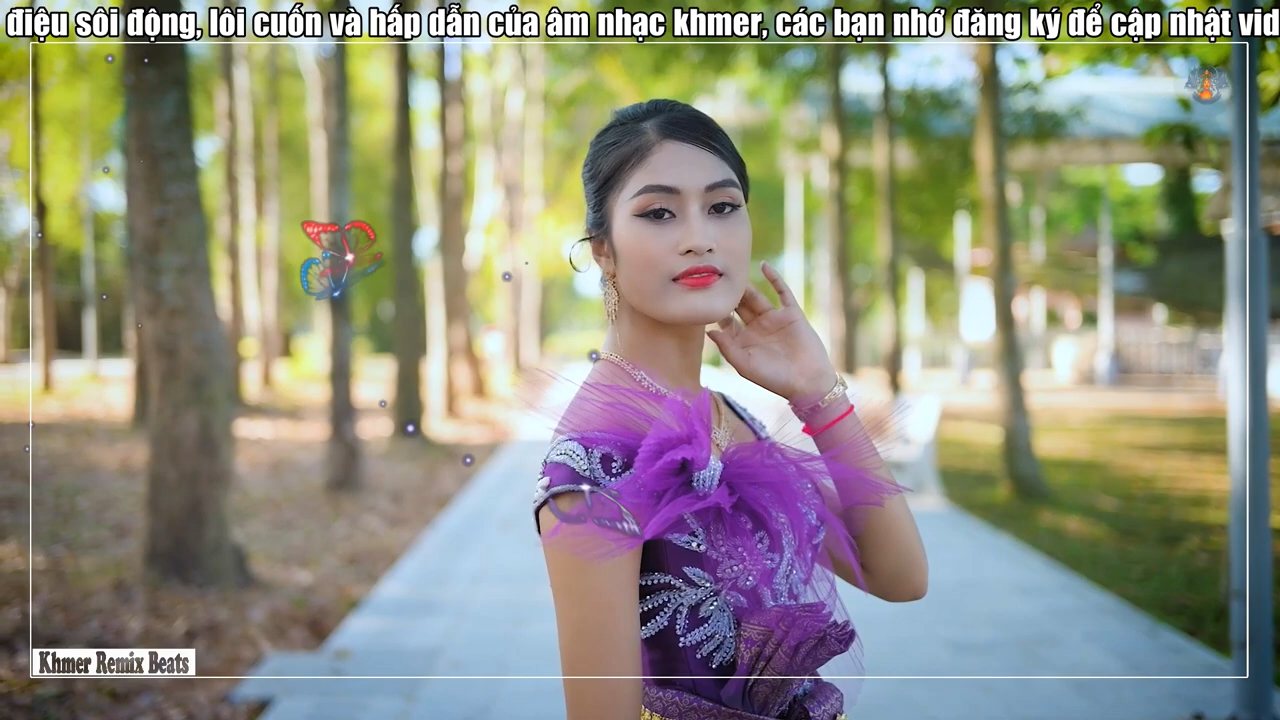 điệu sôi động, lôi cuốn và hấp dẫn của âm nhạc khmer, các bạn nhớ đăng ký để cập nhật vid
Khmer Remix Beats